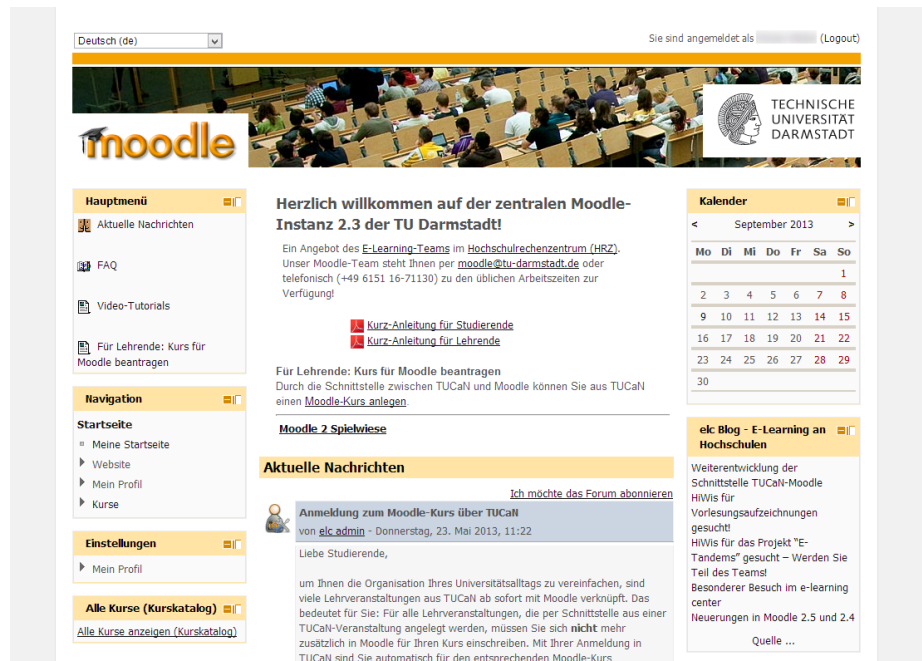 Deutsch (de)
Sie sind angemeldet als (Logout)
moodle
TECHNISCHE
UNIVERSITÄT
DARMSTADT
Hauptmenü
Aktuelle Nachrichten
FAQ
Video-Tutorials
Für Lehrende: Kurs für
Moodle beantragen
Navigation
Startseite
Meine Startseite
Website
Mein Profil
Kurse
Einstellungen
Mein Profil
Alle Kurse (Kurskatalog)
Alle Kurse anzeigen (Kurskatalog)
Herzlich willkommen auf der zentralen Moodle-
Instanz 2.3 der TU Darmstadt!
Ein Angebot des E-Learning-Teams im Hochschulrechenzentrum (HRZ).
Unser Moodle-Team steht Ihnen per moodle@tu-darmstadt.de oder
telefonisch (+49 6151 16-71130) zu den üblichen Arbeitszeiten zur
Verfügung!
Kurz-Anleitung für Studierende
Kurz-Anleitung für Lehrende
Für Lehrende: Kurs für Moodle beantragen
Durch die Schnittstelle zwischen TUCaN und Moodle können Sie aus TUCaN
einen Moodle-Kurs anlegen.
Moodle 2 Spielwiese
Aktuelle Nachrichten
Ich möchte das Forum abonnieren
Anmeldung zum Moodle-Kurs über TUCaN
von elc admin - Donnerstag, 23. Mai 2013, 11:22
Liebe Studierende,
um Ihnen die Organisation Ihres Universitätsalltags zu vereinfachen, sind
viele Lehrveranstaltungen aus TUCaN ab sofort mit Moodle verknüpft. Das
bedeutet für Sie: Für alle Lehrveranstaltungen, die per Schnittstelle aus einer
TUCaN-Veranstaltung angelegt werden, müssen Sie sich nicht mehr
zusätzlich in Moodle für Ihren Kurs einschreiben. Mit Ihrer Anmeldung in
TUCaN sind Sie automatisch für den entsprechenden Moodle-Kurs
Kalender
< September 2013 >
Mo Di Mi Do Fr Sa So
1
2 3 4 5 6 7 8
9 10 11 12 13 14 15
16 17 18 19 20 21 22
23 24 25 26 27 28 29
30
elc Blog - E-Learning an
Hochschulen
Weiterentwicklung der
Schnittstelle TUCaN-Moodle
HiWis für
Vorlesungsaufzeichnungen
gesucht!
HiWis für das Projekt "E-
Tandems" gesucht – Werden Sie
Teil des Teams!
Besonderer Besuch im e-learning
center
Neuerungen in Moodle 2.5 und 2.4
Quelle ...